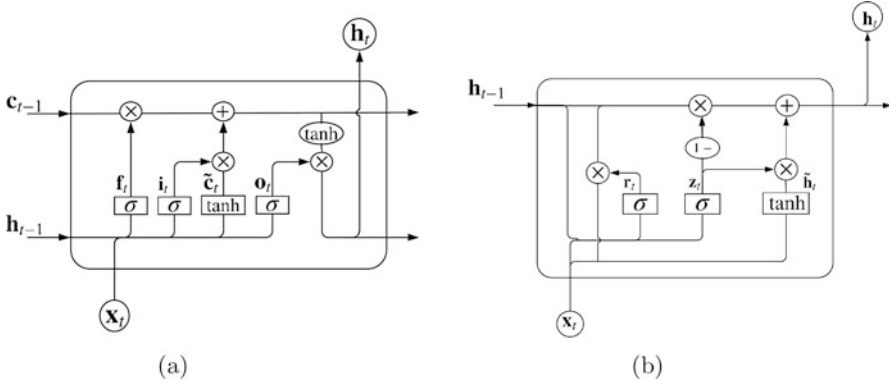 h_t
c_{t−1}
× +
tanh
× ×
f_t i_t c̃_t o_t
σ σ tanh σ
h_{t−1}
x_t
(a)
h_t
h_{t−1}
× +
1−
× ×
r_t z_t h̃_t
σ σ tanh
x_t
(b)